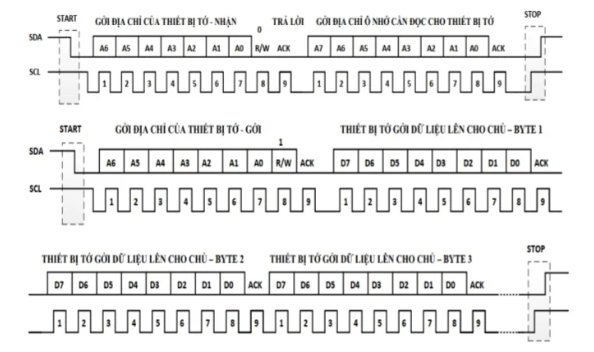 START GỞI ĐỊA CHỈ CỦA THIẾT BỊ TỚ - NHẬN 0 TRẢ LỜI GỞI ĐỊA CHỈ Ô NHỚ CẦN ĐỌC CHO THIẾT BỊ TỚ STOP
SDA A6 A5 A4 A3 A2 A1 A0 R/W ACK A7 A6 A5 A4 A3 A2 A1 A0 ACK
SCL 1 2 3 4 5 6 7 8 9 1 2 3 4 5 6 7 8 9
START GỞI ĐỊA CHỈ CỦA THIẾT BỊ TỚ - GỞI 1 THIẾT BỊ TỚ GỞI DỮ LIỆU LÊN CHO CHỦ – BYTE 1
SDA A6 A5 A4 A3 A2 A1 A0 R/W ACK D7 D6 D5 D4 D3 D2 D1 D0 ACK
SCL 1 2 3 4 5 6 7 8 9 1 2 3 4 5 6 7 8 9
THIẾT BỊ TỚ GỞI DỮ LIỆU LÊN CHO CHỦ – BYTE 2 THIẾT BỊ TỚ GỞI DỮ LIỆU LÊN CHO CHỦ – BYTE 3 STOP
D7 D6 D5 D4 D3 D2 D1 D0 ACK D7 D6 D5 D4 D3 D2 D1 D0 ACK
1 2 3 4 5 6 7 8 9 1 2 3 4 5 6 7 8 9